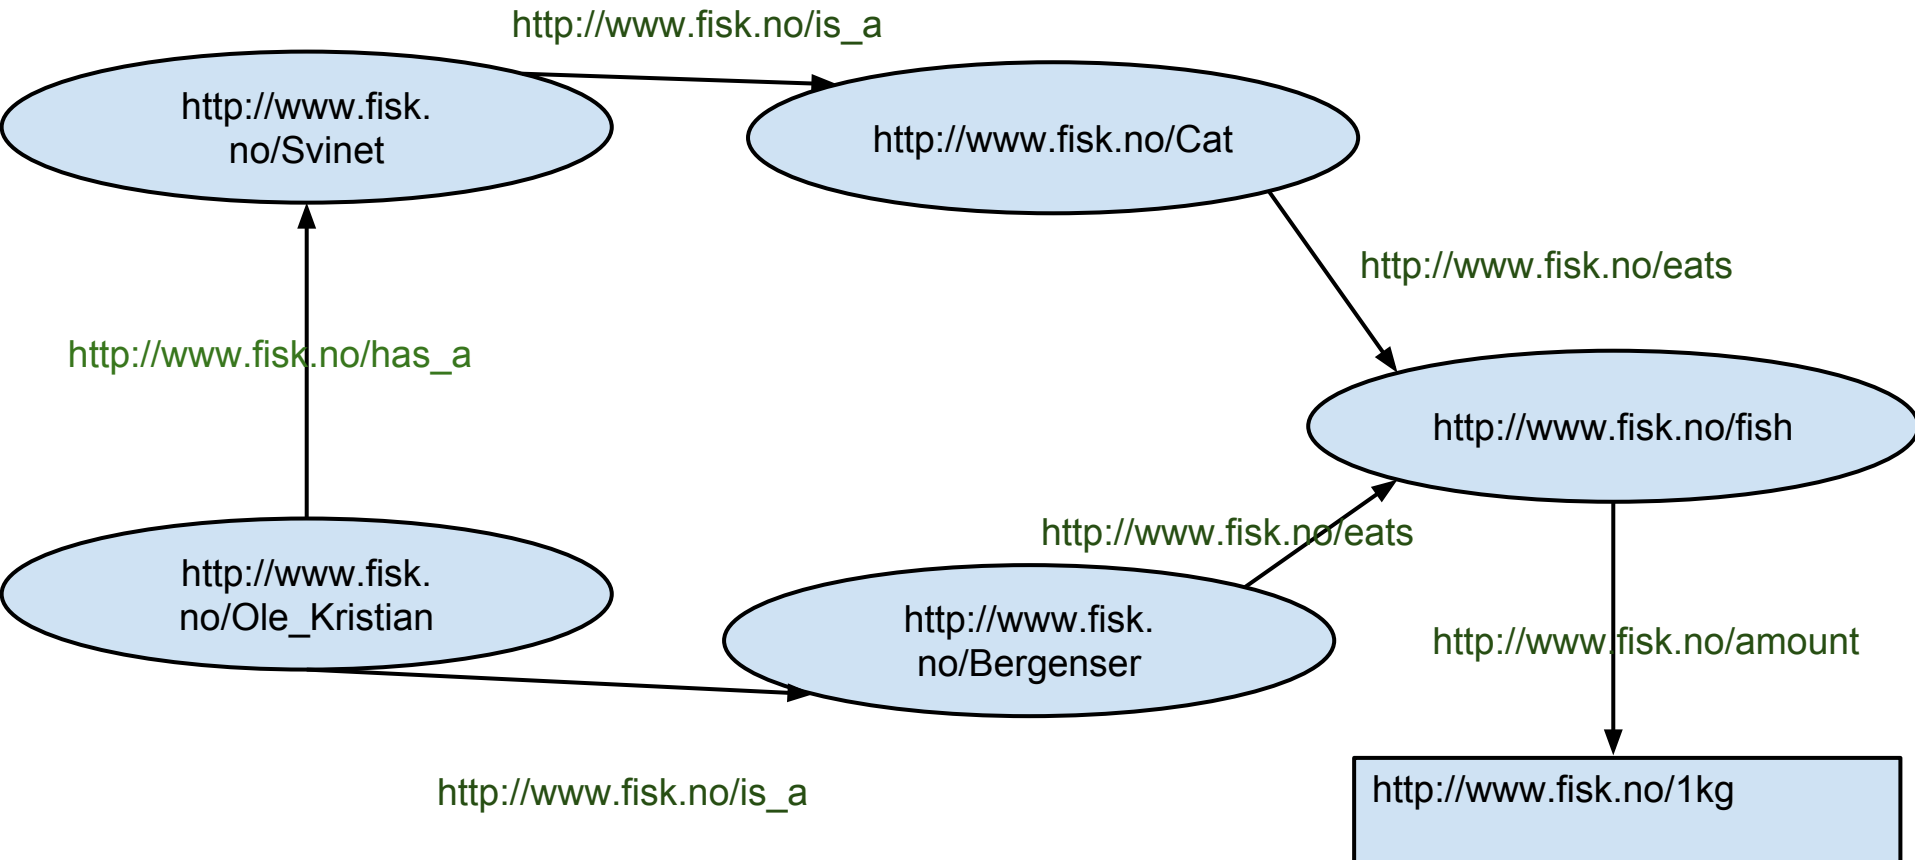 http://www.fisk.no/is_a
http://www.fisk.
no/Svinet
http://www.fisk.no/Cat
http://www.fisk.no/eats
http://www.fisk.no/has_a
http://www.fisk.no/fish
http://www.fisk.no/eats
http://www.fisk.
no/Ole_Kristian
http://www.fisk.
no/Bergenser
http://www.fisk.no/amount
http://www.fisk.no/is_a
http://www.fisk.no/1kg